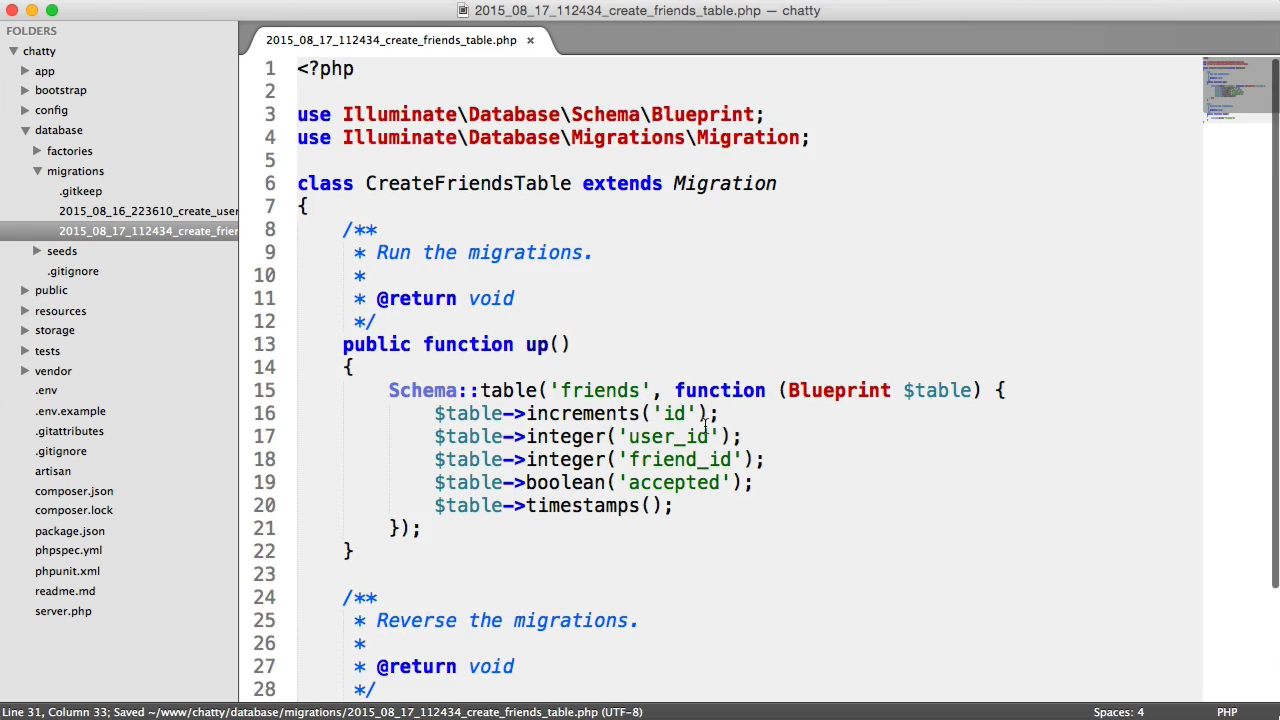 2015_08_17_112434_create_friends_table.php — chatty
FOLDERS
chatty
app
bootstrap
config
database
factories
migrations
.gitkeep
2015_08_16_223610_create_user
2015_08_17_112434_create_frier
seeds
.gitignore
public
resources
storage
tests
vendor
.env
.env.example
.gitattributes
.gitignore
artisan
composer.json
composer.lock
package.json
phpspec.yml
phpunit.xml
readme.md
server.php
2015_08_17_112434_create_friends_table.php ×
1 <?php
2
3 use Illuminate\Database\Schema\Blueprint;
4 use Illuminate\Database\Migrations\Migration;
5
6 class CreateFriendsTable extends Migration
7 {
8 /**
9 * Run the migrations.
10 *
11 * @return void
12 */
13 public function up()
14 {
15 Schema::table('friends', function (Blueprint $table) {
16 $table->increments('id');
17 $table->integer('user_id');
18 $table->integer('friend_id');
19 $table->boolean('accepted');
20 $table->timestamps();
21 });
22 }
23
24 /**
25 * Reverse the migrations.
26 *
27 * @return void
28 */
Line 31, Column 33; Saved ~/www/chatty/database/migrations/2015_08_17_112434_create_friends_table.php (UTF-8)
Spaces: 4
PHP